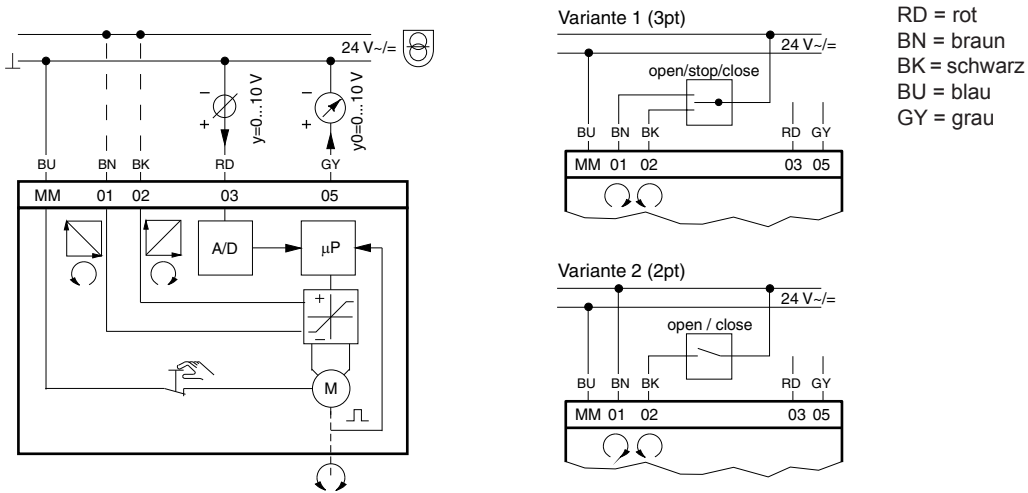 24 V~/=
⊥
y=0...10 V
y0=0...10 V
–
+
–
+
BU BN BK RD GY
MM 01 02 03 05
A/D
µP
+
–
M
Variante 1 (3pt)
24 V~/=
open/stop/close
BU BN BK RD GY
MM 01 02 03 05
Variante 2 (2pt)
24 V~/=
open / close
BU BN BK RD GY
MM 01 02 03 05
RD = rot
BN = braun
BK = schwarz
BU = blau
GY = grau